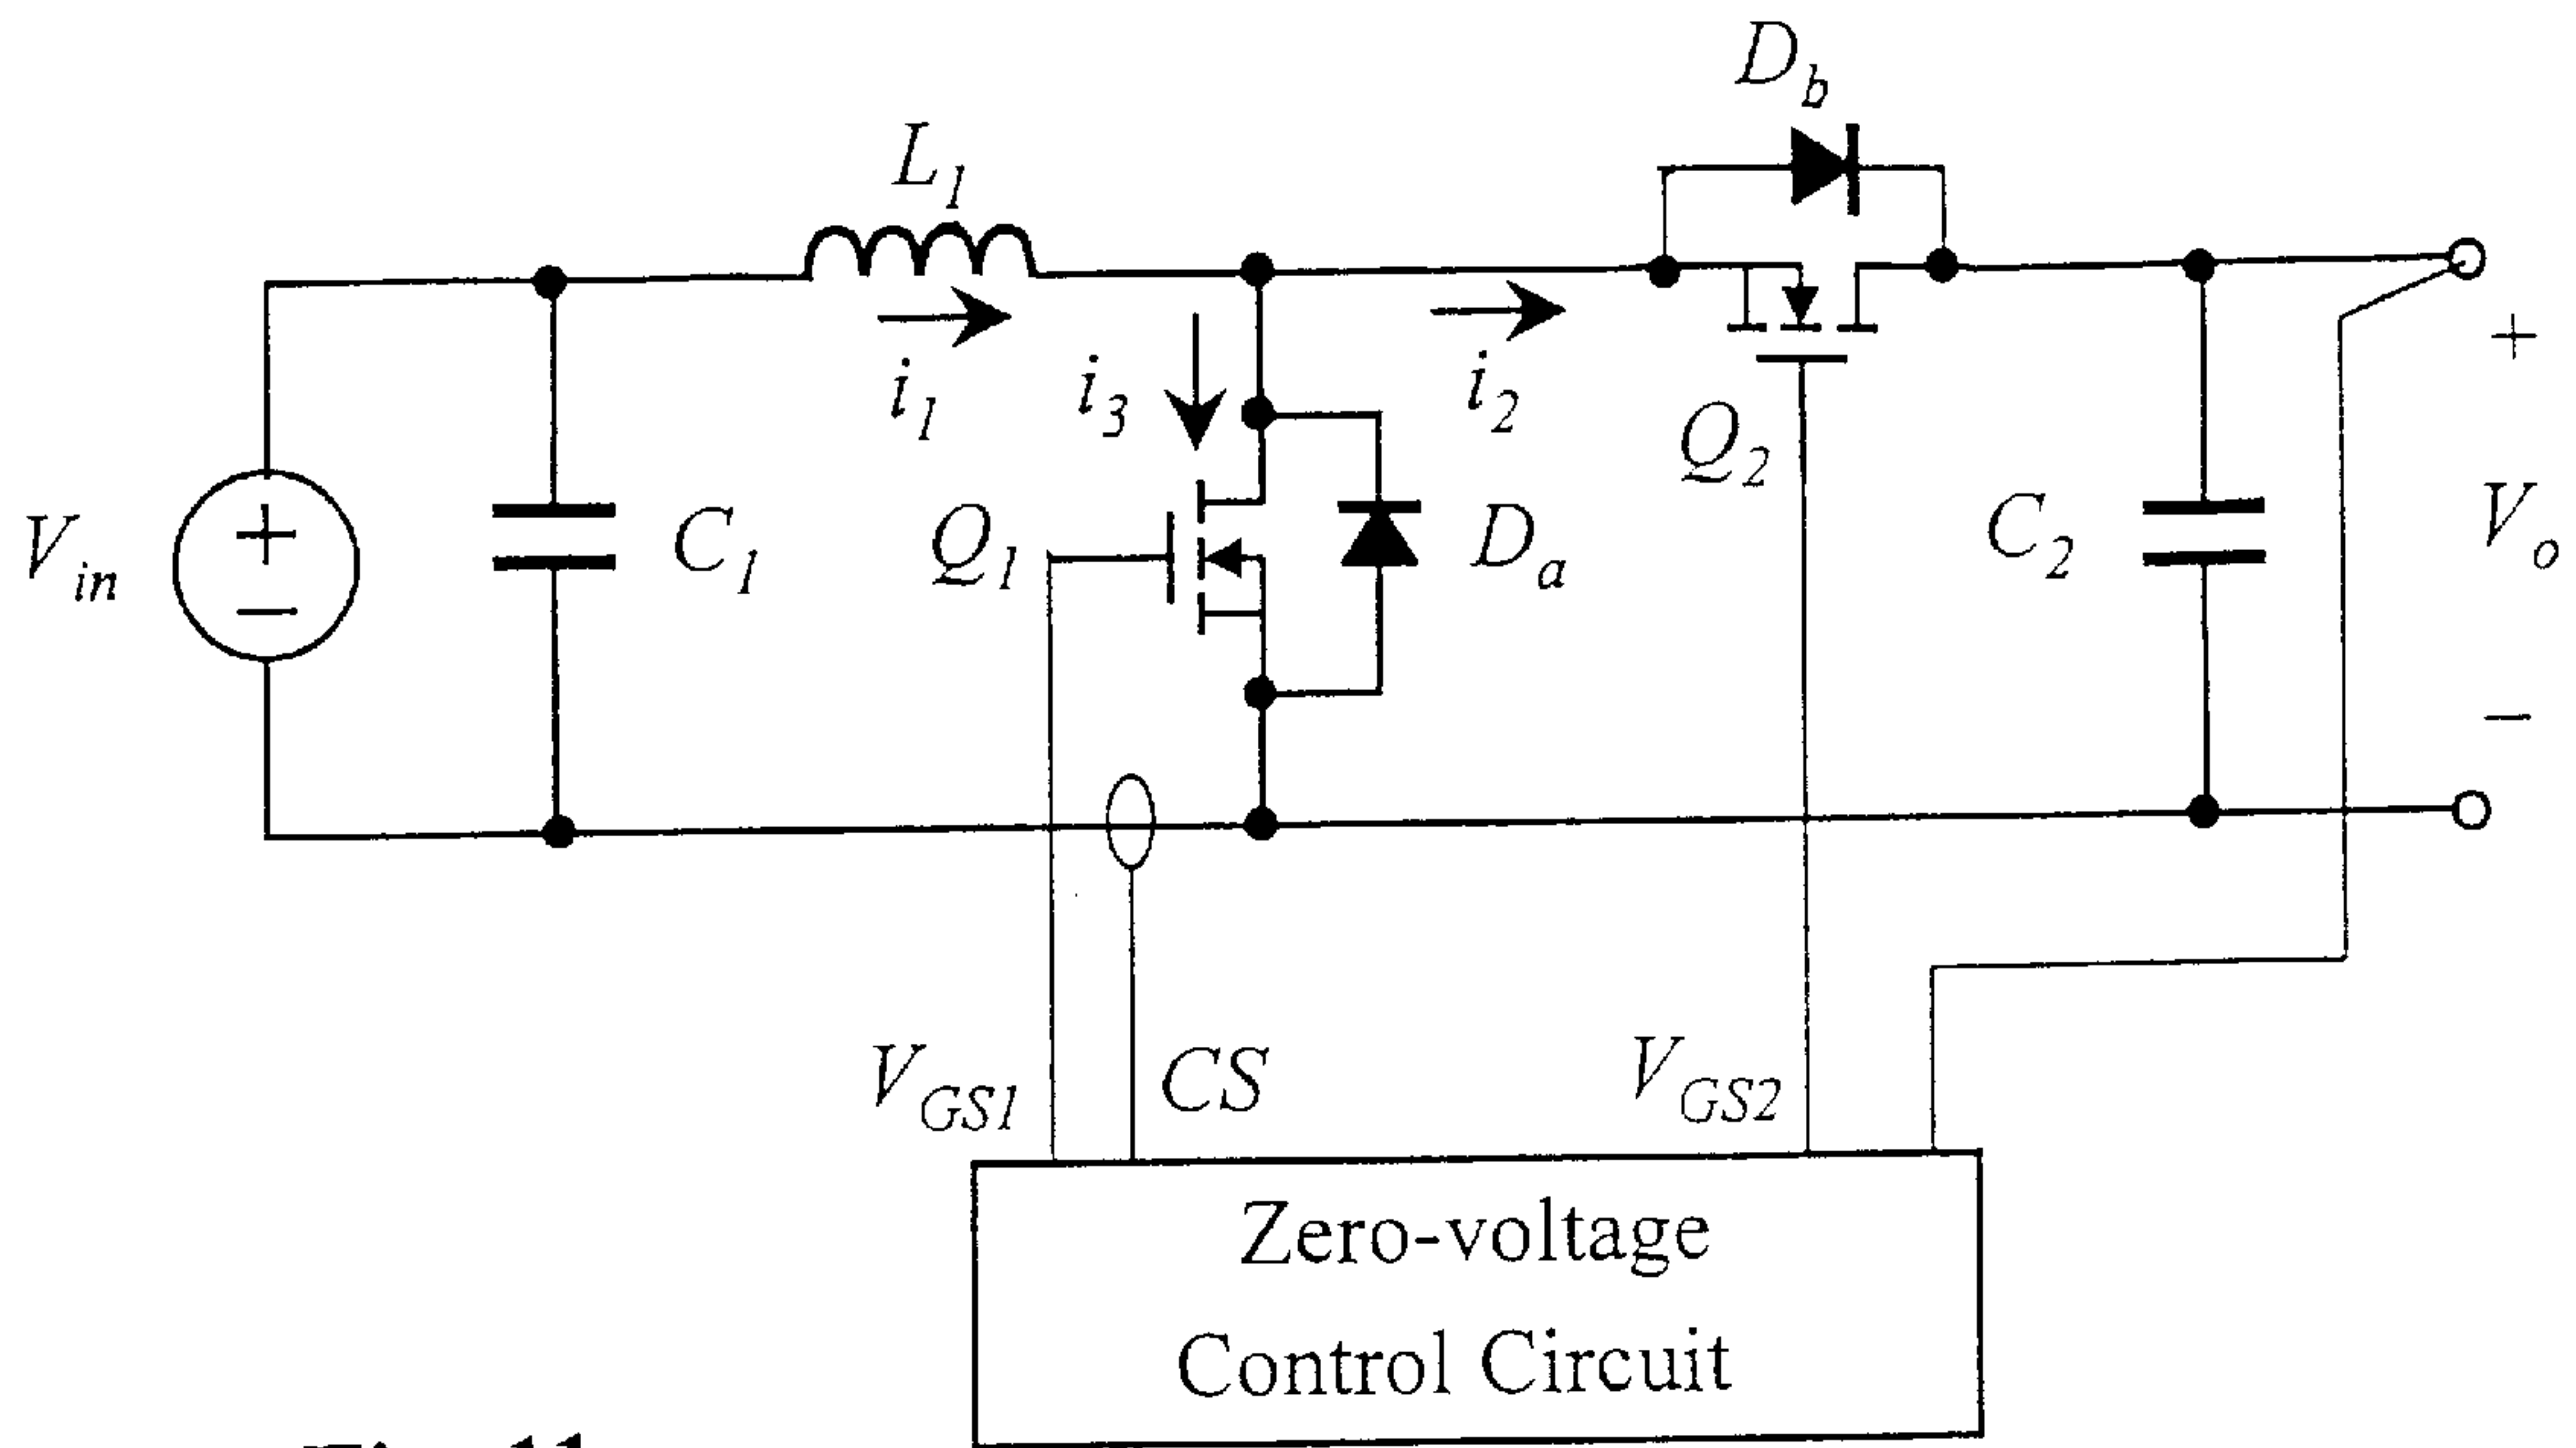 D_b
L_1
i_1
i_3
i_2
Q_2
V_in
+
−
C_1
Q_1
D_a
C_2
+
V_o
−
V_GS1
CS
V_GS2
Zero-voltage
Control Circuit